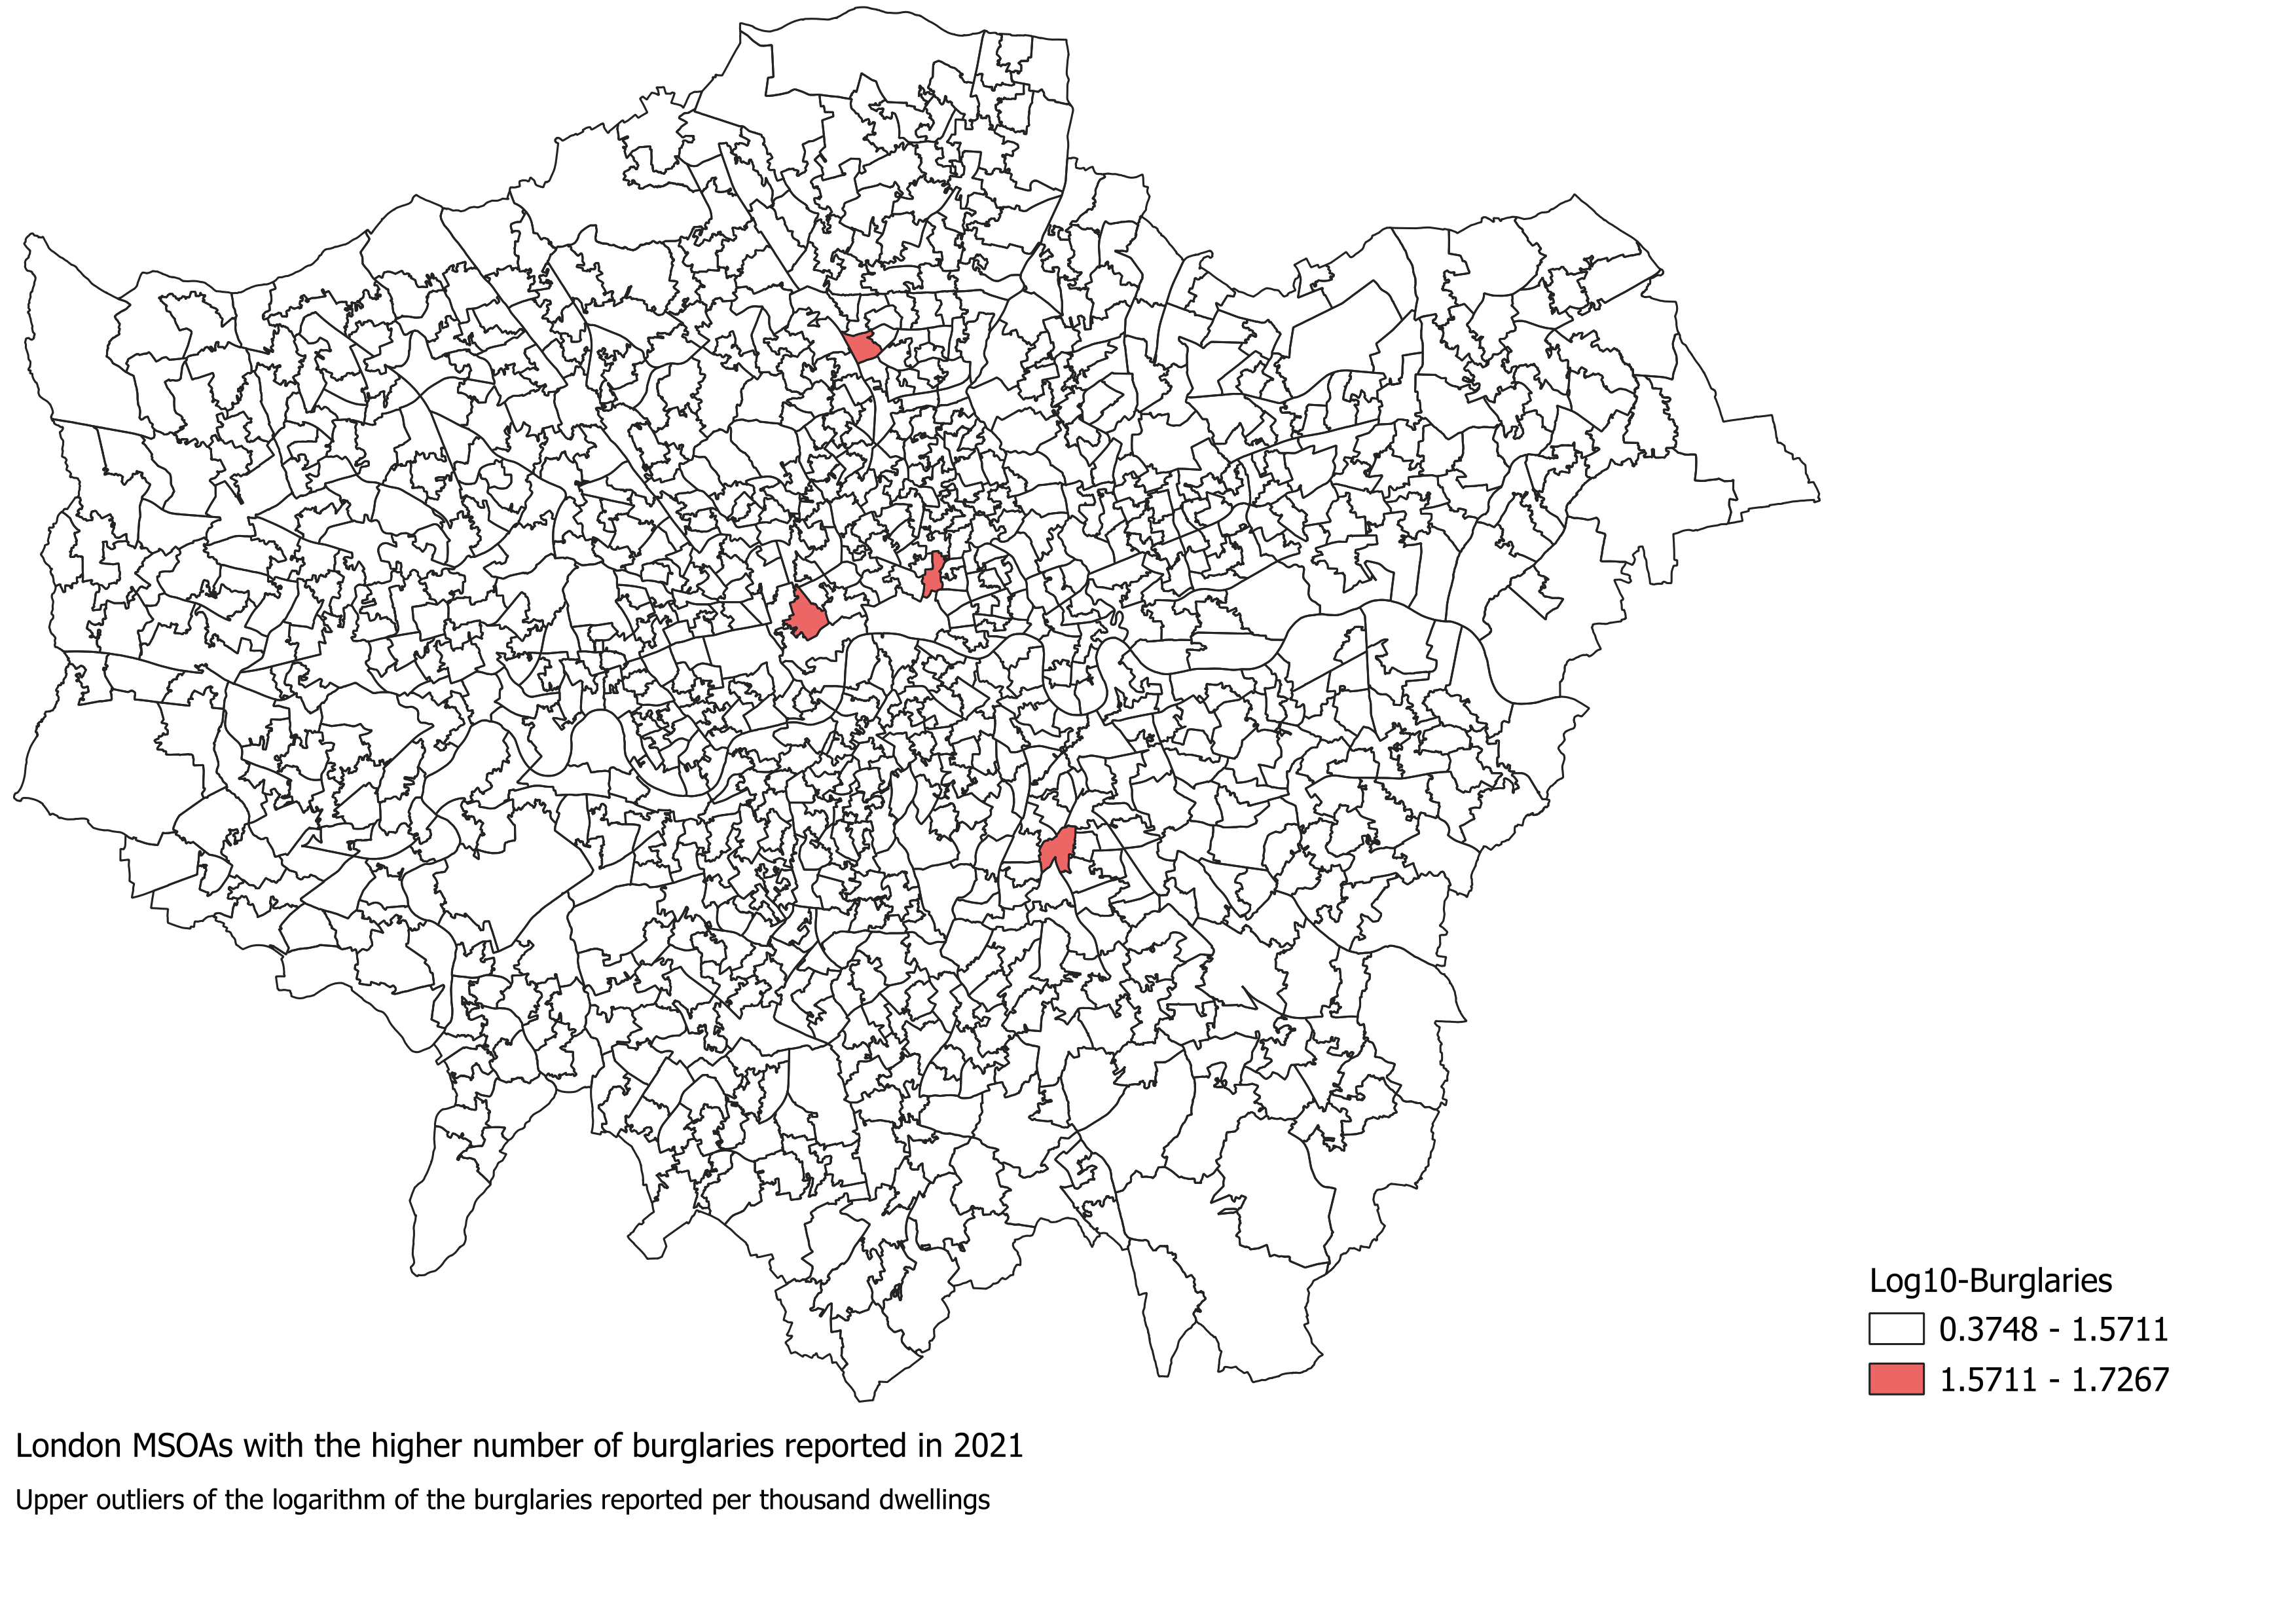 Log10-Burglaries
0.3748 - 1.5711
1.5711 - 1.7267
London MSOAs with the higher number of burglaries reported in 2021
Upper outliers of the logarithm of the burglaries reported per thousand dwellings